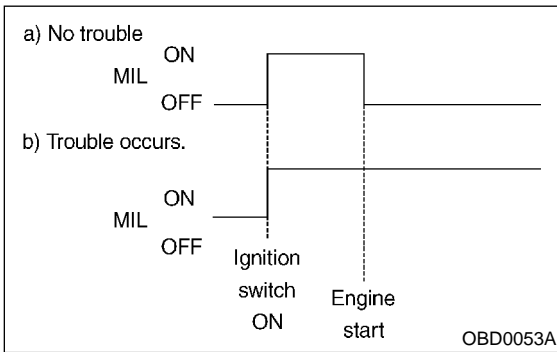 a) No trouble
ON
MIL
OFF
b) Trouble occurs.
ON
MIL
OFF
Ignition
switch
ON
Engine
start
OBD0053A